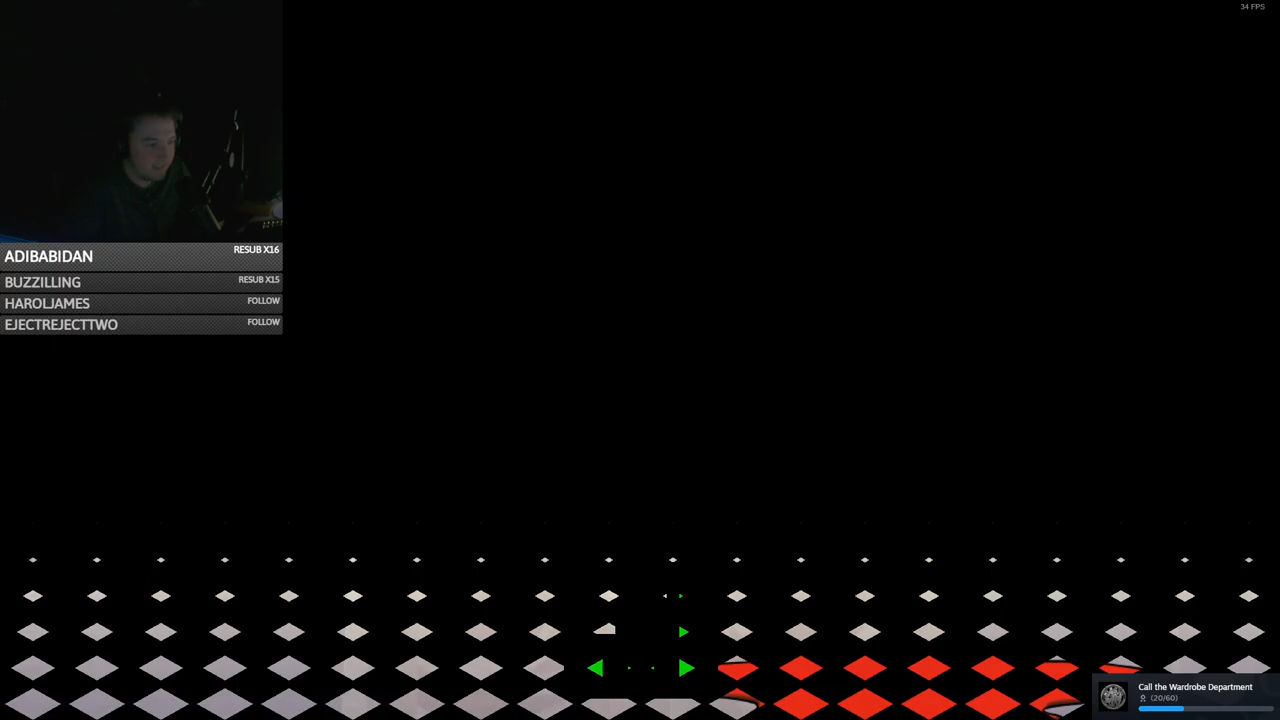 34 FPS
ADIBABIDAN RESUB X16
BUZZILLING RESUB X15
HAROLJAMES FOLLOW
EJECTREJECTTWO FOLLOW
Call the Wardrobe Department
(20/60)